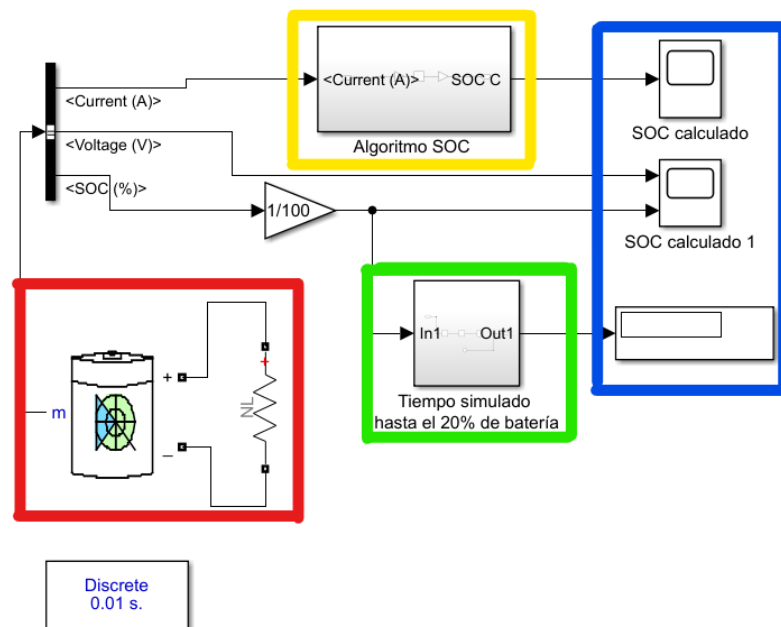 <Current (A)>
SOC C
Algoritmo SOC
<Current (A)>
<Voltage (V)>
<SOC (%)>
1/100
SOC calculado
SOC calculado 1
In1
Out1
Tiempo simulado
hasta el 20% de batería
m
+
_
+
NL
Discrete
0.01 s.